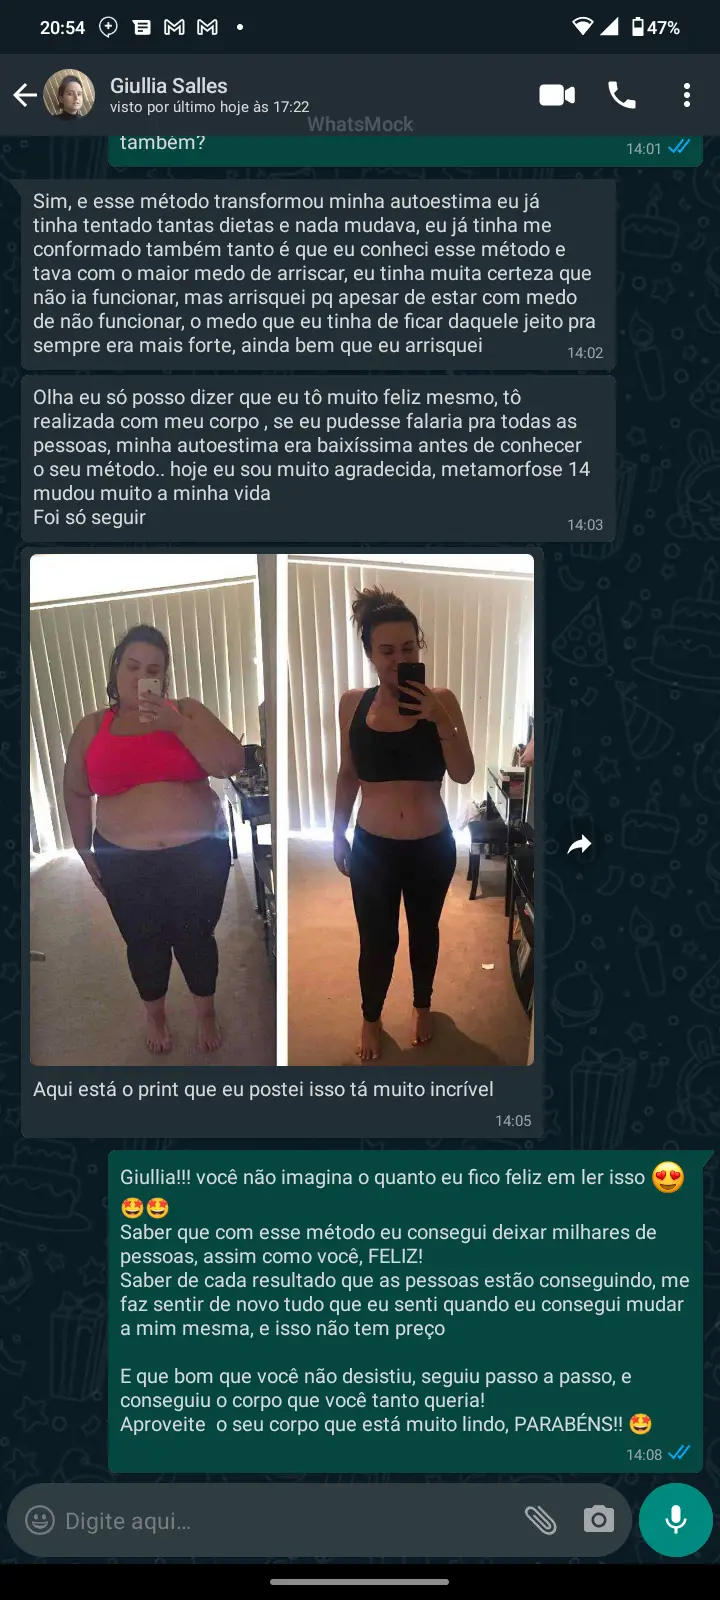 20:54
47%
Giullia Salles
visto por último hoje às 17:22
WhatsMock
também?
14:01
Sim, e esse método transformou minha autoestima eu já
tinha tentado tantas dietas e nada mudava, eu já tinha me
conformado também tanto é que eu conheci esse método e
tava com o maior medo de arriscar, eu tinha muita certeza que
não ia funcionar, mas arrisquei pq apesar de estar com medo
de não funcionar, o medo que eu tinha de ficar daquele jeito pra
sempre era mais forte, ainda bem que eu arrisquei
14:02
Olha eu só posso dizer que eu tô muito feliz mesmo, tô
realizada com meu corpo , se eu pudesse falaria pra todas as
pessoas, minha autoestima era baixíssima antes de conhecer
o seu método.. hoje eu sou muito agradecida, metamorfose 14
mudou muito a minha vida
Foi só seguir
14:03
Aqui está o print que eu postei isso tá muito incrível
14:05
Giullia!!! você não imagina o quanto eu fico feliz em ler isso 😍
🤩🤩
Saber que com esse método eu consegui deixar milhares de
pessoas, assim como você, FELIZ!
Saber de cada resultado que as pessoas estão conseguindo, me
faz sentir de novo tudo que eu senti quando eu consegui mudar
a mim mesma, e isso não tem preço
E que bom que você não desistiu, seguiu passo a passo, e
conseguiu o corpo que você tanto queria!
Aproveite  o seu corpo que está muito lindo, PARABÉNS!! 🤩
14:08
Digite aqui...